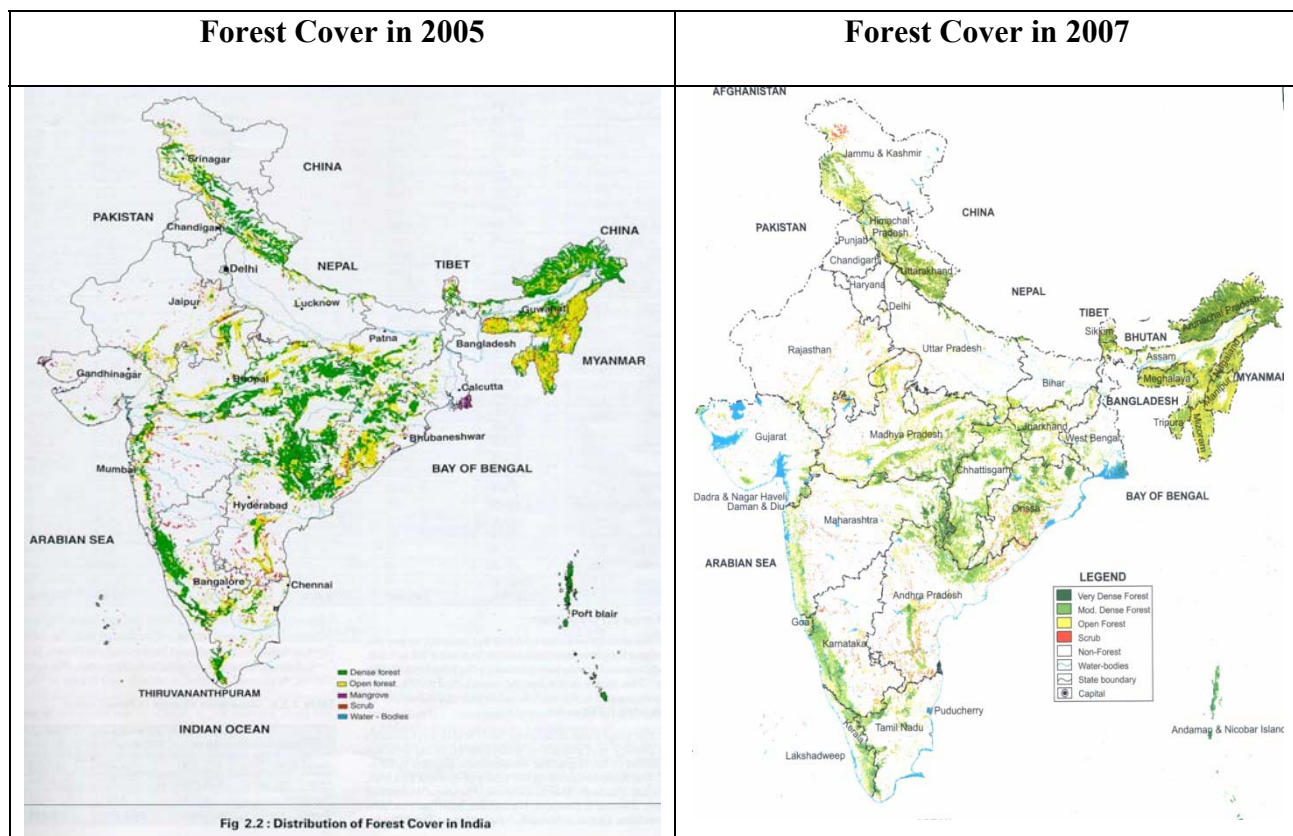 Forest Cover in 2005
Forest Cover in 2007
Srinagar
CHINA
PAKISTAN
Chandigarh
CHINA
Delhi
NEPAL
TIBET
Jaipur
Lucknow
Guwahati
Patna
Bangladesh
MYANMAR
Gandhinagar
Bhopal
Calcutta
Bhubaneshwar
Mumbai
BAY OF BENGAL
Hyderabad
ARABIAN SEA
Bangalore
Chennai
Port blair
Dense forest
Open forest
Mangrove
Scrub
Water - Bodies
THIRUVANANTHPURAM
INDIAN OCEAN
Fig 2.2 : Distribution of Forest Cover in India
AFGHANISTAN
Jammu & Kashmir
CHINA
PAKISTAN
Himachal
Pradesh
Punjab
Chandigarh
Uttarakhand
Haryana
Delhi
NEPAL
TIBET
Sikkim
BHUTAN
Arunachal Pradesh
Rajasthan
Uttar Pradesh
Assam
Nagaland
Bihar
Meghalaya
Manipur
MYANMAR
BANGLADESH
Tripura
Mizoram
Gujarat
Madhya Pradesh
Jharkhand
West Bengal
Chhattisgarh
Dadra & Nagar Haveli
Daman & Diu
BAY OF BENGAL
Orissa
Maharashtra
ARABIAN SEA
LEGEND
Very Dense Forest
Mod. Dense Forest
Open Forest
Scrub
Non-Forest
Water-bodies
State boundary
Capital
Andhra Pradesh
Goa
Karnataka
Puducherry
Andaman & Nicobar Island
Tamil Nadu
Kerala
Lakshadweep